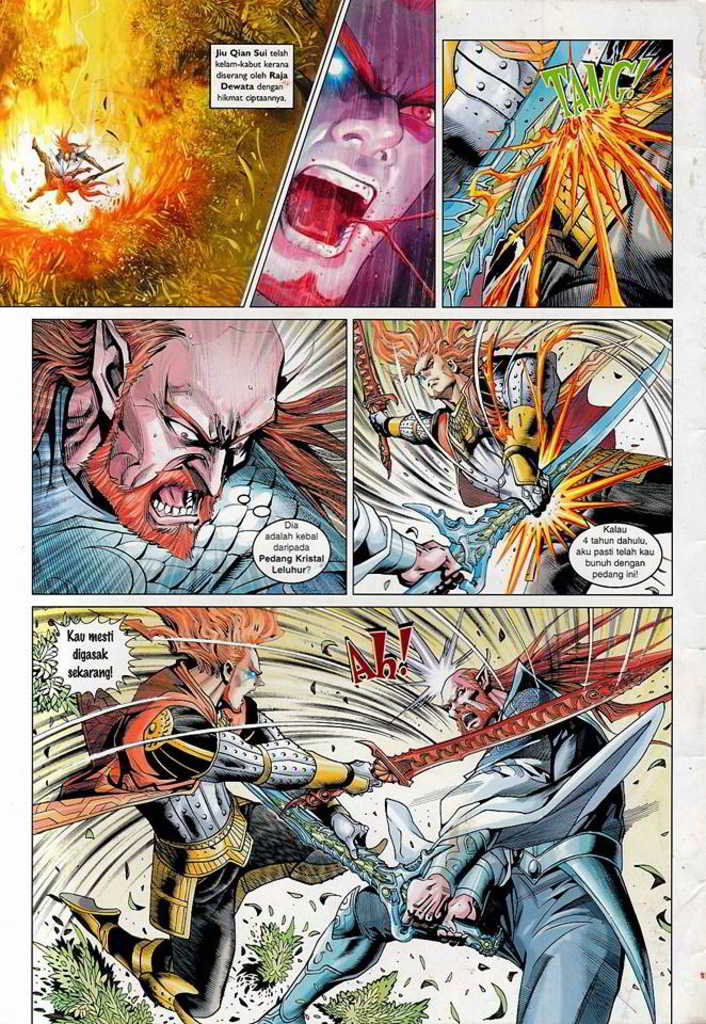 Jiu Qian Sui telah
kelam-kabut kerana
diserang oleh Raja
Dewata dengan
hikmat ciptaannya.
TANG!
Dia
adalah kebal
daripada
Pedang Kristal
Leluhur?
Kalau
4 tahun dahulu,
aku pasti telah kau
bunuh dengan
pedang ini!
Kau mesti
digasak
sekarang!
Ah!